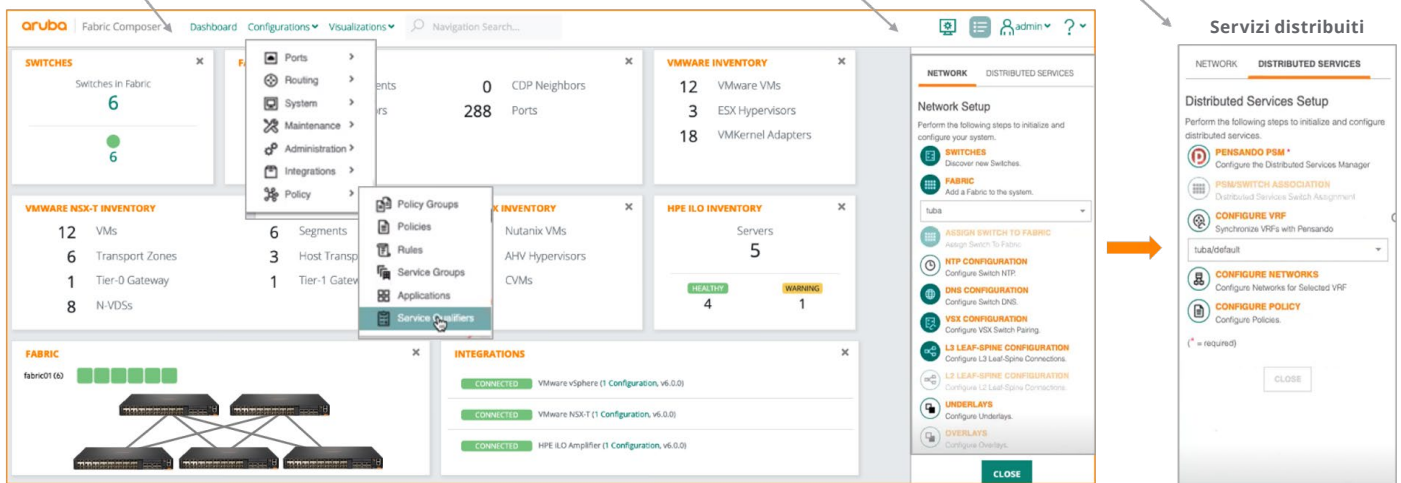 Servizi distribuiti
aruba Fabric Composer Dashboard Configurations Visualizations Navigation Search... admin ?
SWITCHES
Switches in Fabric
6
6
Ports
Routing
System
Maintenance
Administration
Integrations
Policy
Policy Groups
Policies
Rules
Service Groups
Applications
Service Qualifiers
0 CDP Neighbors
288 Ports
VMWARE INVENTORY
12 VMware VMs
3 ESX Hypervisors
18 VMKernel Adapters
VMWARE NSX-T INVENTORY
12 VMs
6 Transport Zones
1 Tier-0 Gateway
8 N-VDSs
6 Segments
3 Host Transp
1 Tier-1 Gatew
X INVENTORY
Nutanix VMs
AHV Hypervisors
CVMs
HPE ILO INVENTORY
Servers
5
HEALTHY
4
WARNING
1
FABRIC
fabric01 (6)
INTEGRATIONS
CONNECTED VMware vSphere (1 Configuration, v6.0.0)
CONNECTED VMware NSX-T (1 Configuration, v6.0.0)
CONNECTED HPE iLO Amplifier (1 Configuration, v6.0.0)
NETWORK DISTRIBUTED SERVICES
Network Setup
Perform the following steps to initialize and
configure your system.
SWITCHES
Discover new Switches.
FABRIC
Add a Fabric to the system.
tuba
ASSIGN SWITCH TO FABRIC
Assign Switch To Fabric.
NTP CONFIGURATION
Configure Switch NTP.
DNS CONFIGURATION
Configure Switch DNS.
VSX CONFIGURATION
Configure VSX Switch Pairing.
L3 LEAF-SPINE CONFIGURATION
Configure L3 Leaf-Spine Connections.
L2 LEAF-SPINE CONFIGURATION
Configure L2 Leaf-Spine Connections.
UNDERLAYS
Configure Underlays.
OVERLAYS
Configure Overlays.
CLOSE
NETWORK DISTRIBUTED SERVICES
Distributed Services Setup
Perform the following steps to initialize and configure
distributed services.
PENSANDO PSM *
Configure the Distributed Services Manager
PSM/SWITCH ASSOCIATION
Distributed Services Switch Assignment
CONFIGURE VRF
Synchronize VRFs with Pensando
tuba/default
CONFIGURE NETWORKS
Configure Networks for Selected VRF
CONFIGURE POLICY
Configure Policies.
(* = required)
CLOSE